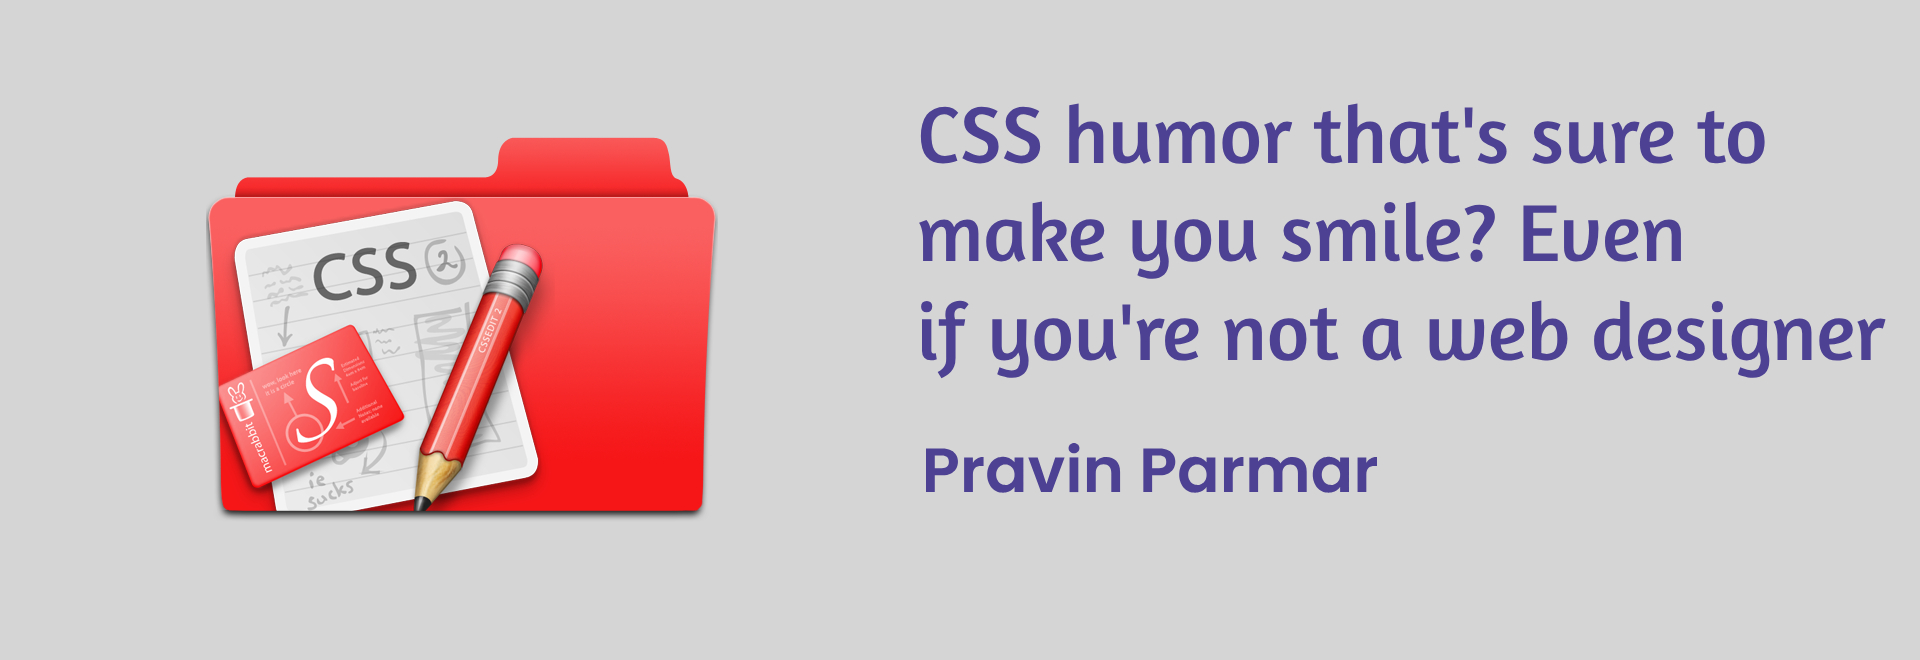 CSS humor that's sure to
make you smile? Even
if you're not a web designer
Pravin Parmar
CSS 2
CSSEDIT 2
macrabbit
S
ie
sucks